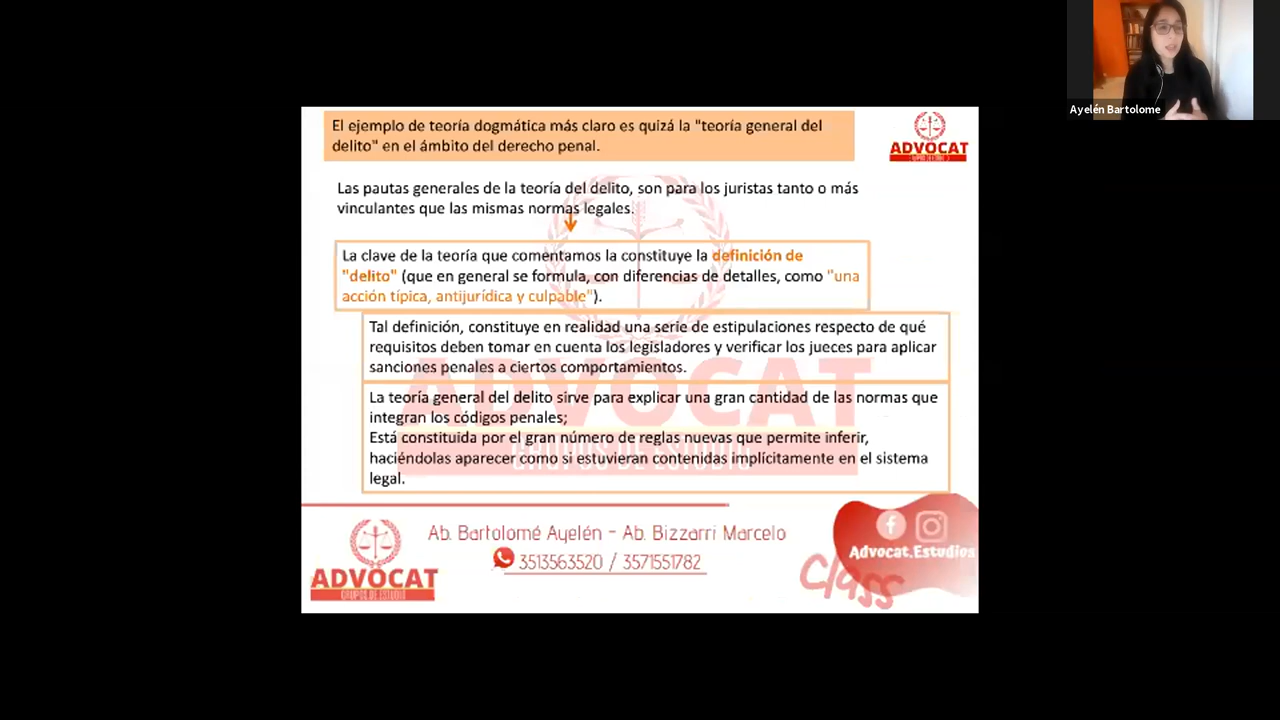 Ayelén Bartolome
El ejemplo de teoría dogmática más claro es quizá la "teoría general del
delito" en el ámbito del derecho penal.
ADVOCAT
Las pautas generales de la teoría del delito, son para los juristas tanto o más
vinculantes que las mismas normas legales.
La clave de la teoría que comentamos la constituye la definición de
"delito" (que en general se formula, con diferencias de detalles, como "una
acción típica, antijurídica y culpable").
Tal definición, constituye en realidad una serie de estipulaciones respecto de qué
requisitos deben tomar en cuenta los legisladores y verificar los jueces para aplicar
sanciones penales a ciertos comportamientos.
ADVOCAT
La teoría general del delito sirve para explicar una gran cantidad de las normas que
integran los códigos penales;
Está constituida por el gran número de reglas nuevas que permite inferir,
GRUPOS DE ESTUDIO
haciéndolas aparecer como si estuvieran contenidas implícitamente en el sistema
legal.
Ab. Bartolomé Ayelén - Ab. Bizzarri Marcelo
3513563520 / 3571551782
ADVOCAT
GRUPOS DE ESTUDIO
Advocat.Estudios
Class